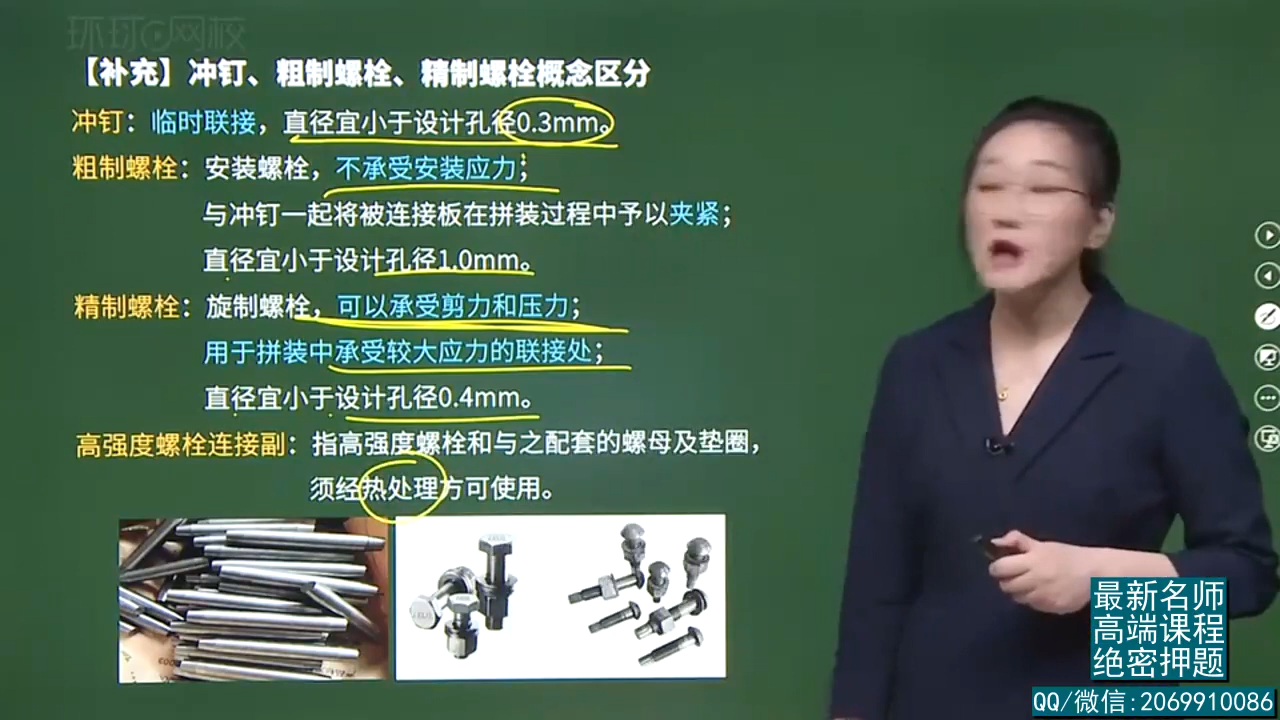 环球网校
【补充】冲钉、粗制螺栓、精制螺栓概念区分
冲钉：临时联接，直径宜小于设计孔径0.3mm。
粗制螺栓：安装螺栓，不承受安装应力；
与冲钉一起将被连接板在拼装过程中予以夹紧；
直径宜小于设计孔径1.0mm。
精制螺栓：旋制螺栓，可以承受剪力和压力；
用于拼装中承受较大应力的联接处；
直径宜小于设计孔径0.4mm。
高强度螺栓连接副：指高强度螺栓和与之配套的螺母及垫圈，
须经热处理方可使用。
最新名师
高端课程
绝密押题
QQ/微信:2069910086